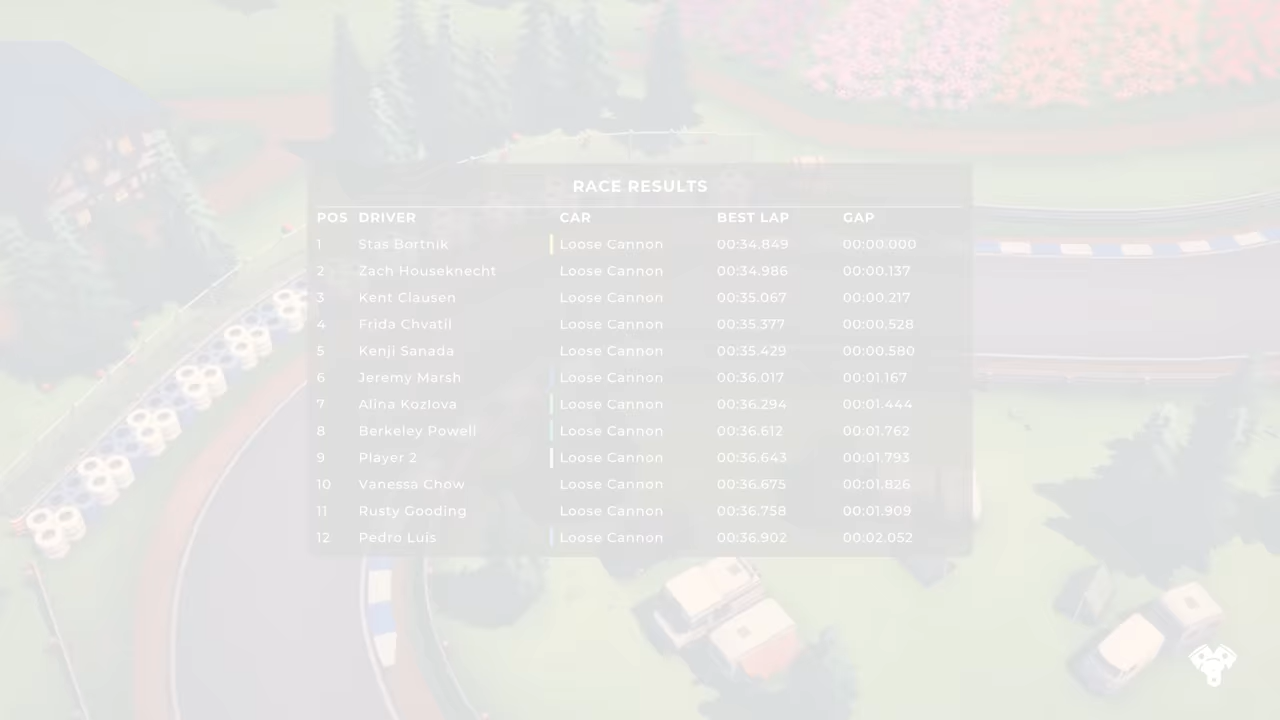 RACE RESULTS
POS DRIVER CAR BEST LAP GAP
1 Stas Bortnik Loose Cannon 00:34.849 00:00.000
2 Zach Houseknecht Loose Cannon 00:34.986 00:00.137
3 Kent Clausen Loose Cannon 00:35.067 00:00.217
4 Frida Chvatil Loose Cannon 00:35.377 00:00.528
5 Kenji Sanada Loose Cannon 00:35.429 00:00.580
6 Jeremy Marsh Loose Cannon 00:36.017 00:01.167
7 Alina Kozlova Loose Cannon 00:36.294 00:01.444
8 Berkeley Powell Loose Cannon 00:36.612 00:01.762
9 Player 2 Loose Cannon 00:36.643 00:01.793
10 Vanessa Chow Loose Cannon 00:36.675 00:01.826
11 Rusty Gooding Loose Cannon 00:36.758 00:01.909
12 Pedro Luis Loose Cannon 00:36.902 00:02.052